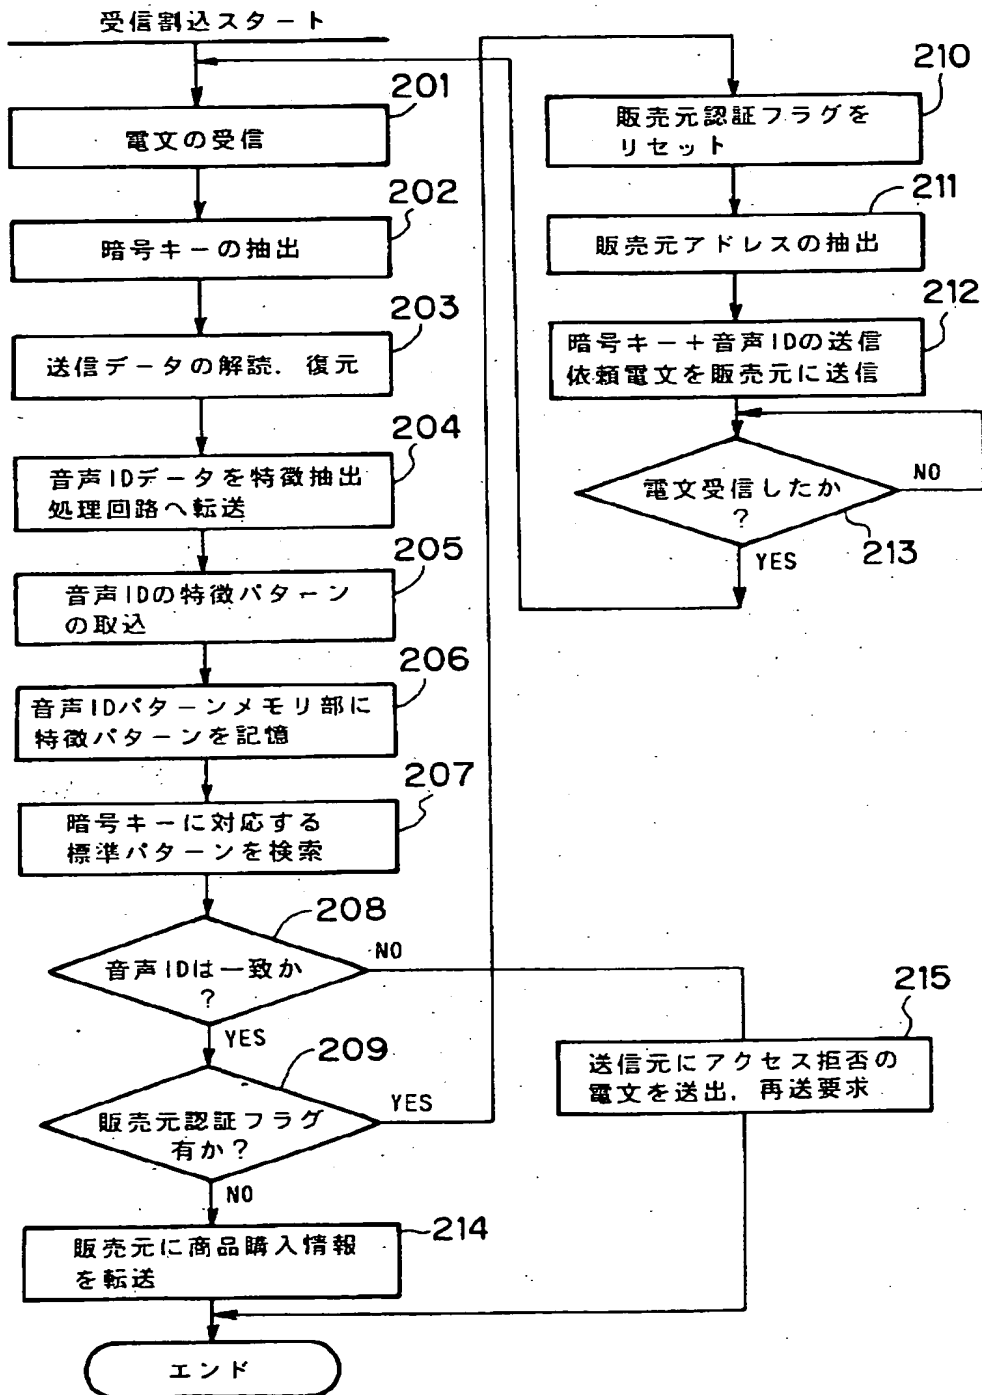 受信割込スタート
201
電文の受信
202
暗号キーの抽出
203
送信データの解読．復元
204
音声IDデータを特徴抽出
処理回路へ転送
205
音声IDの特徴パターン
の取込
206
音声IDパターンメモリ部に
特徴パターンを記憶
207
暗号キーに対応する
標準パターンを検索
208
音声IDは一致か
?
NO
YES
209
販売元認証フラグ
有か?
YES
NO
214
販売元に商品購入情報
を転送
エンド
210
販売元認証フラグを
リセット
211
販売元アドレスの抽出
212
暗号キー+音声IDの送信
依頼電文を販売元に送信
電文受信したか
?
NO
213
YES
215
送信元にアクセス拒否の
電文を送出．再送要求